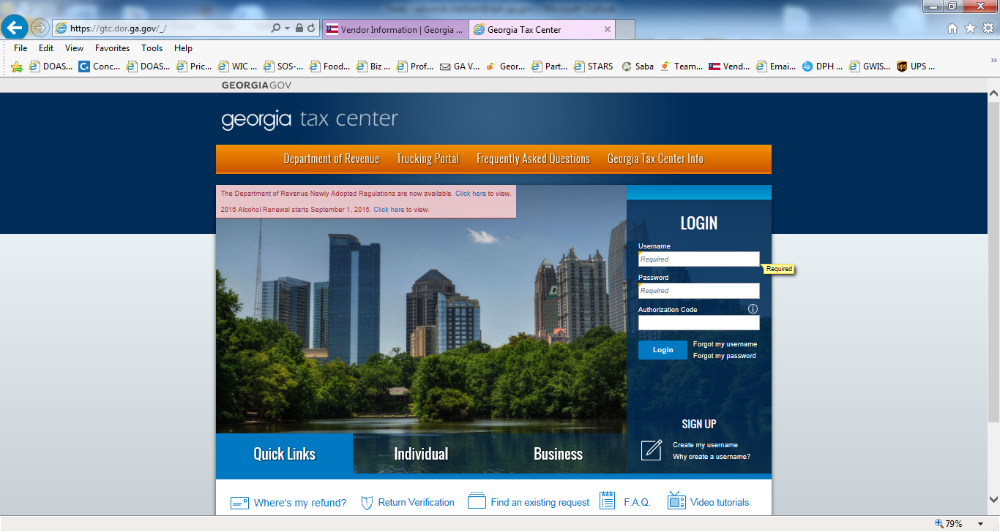 https://gtc.dor.ga.gov/_/
Vendor Information | Georgia ...
Georgia Tax Center
File Edit View Favorites Tools Help
DOAS... Conc... DOAS... Pric... WIC ... SOS-... Food... Biz ... Prof... GA V... Geor... Part... STARS Saba Team... Vend... Emai... DPH ... GWIS... UPS ...
GEORGIAGOV
georgia tax center
Department of Revenue Trucking Portal Frequently Asked Questions Georgia Tax Center Info
The Department of Revenue Newly Adopted Regulations are now available. Click here to view.
2016 Alcohol Renewal starts September 1, 2015. Click here to view.
LOGIN
Username
Required
Required
Password
Required
Authorization Code
Login
Forgot my username
Forgot my password
SIGN UP
Create my username
Why create a username?
Quick Links Individual Business
Where's my refund? Return Verification Find an existing request F.A.Q. Video tutorials
79%